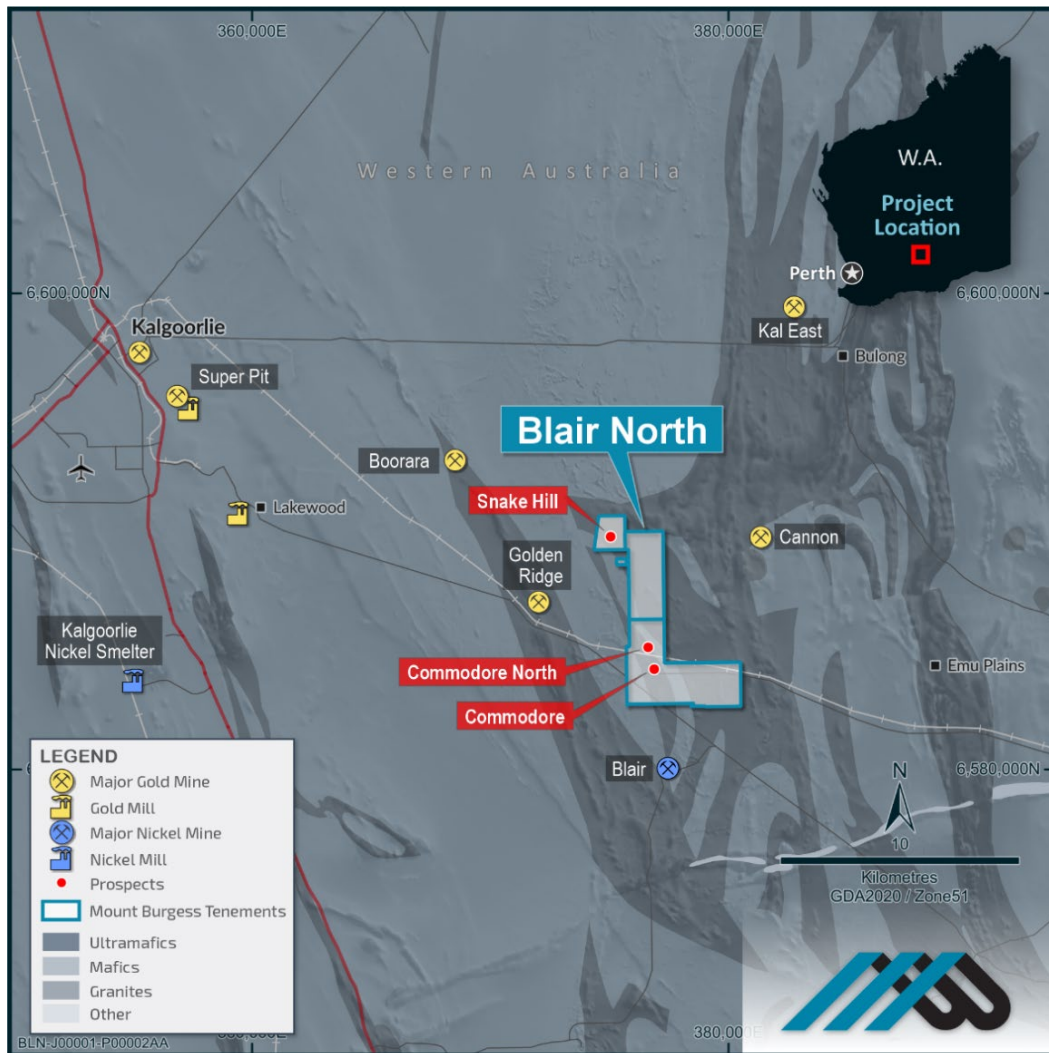 360,000E
380,000E
Western Australia
W.A.
Project
Location
Perth
6,600,000N
6,600,000N
Kalgoorlie
Kal East
Bulong
Super Pit
Blair North
Boorara
Snake Hill
Lakewood
Cannon
Golden
Ridge
Kalgoorlie
Nickel Smelter
Commodore North
Emu Plains
Commodore
Blair
6,580,000N
N
10
Kilometres
GDA2020 / Zone51
LEGEND
Major Gold Mine
Gold Mill
Major Nickel Mine
Nickel Mill
Prospects
Mount Burgess Tenements
Ultramafics
Mafics
Granites
Other
BLN-J00001-P00002AA
380,000E